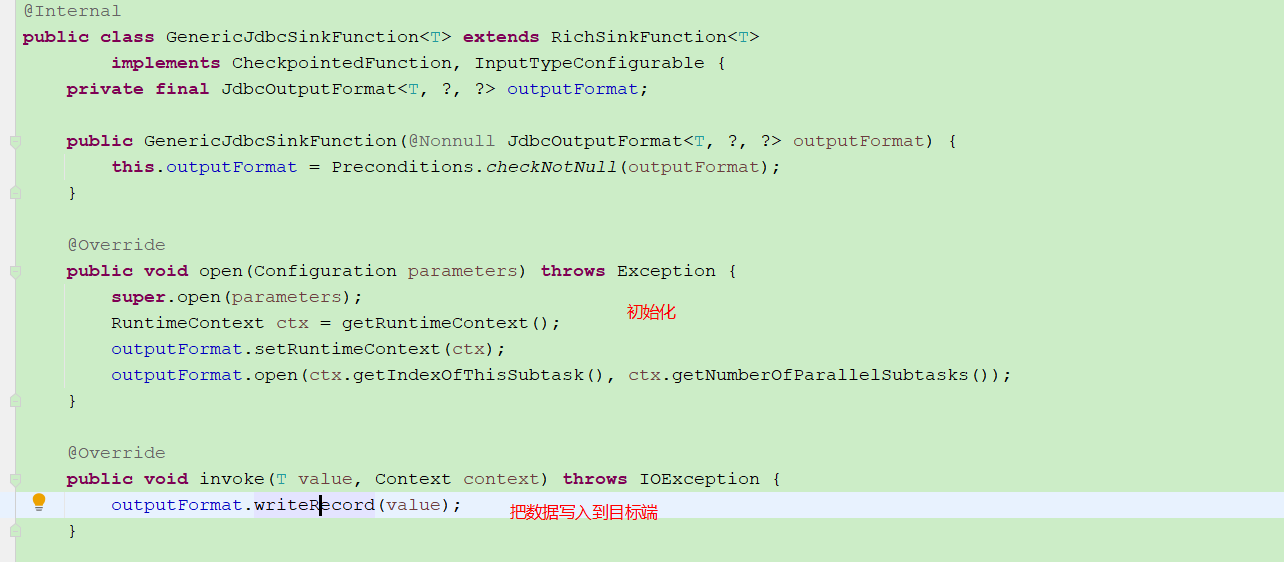 @Internal
public class GenericJdbcSinkFunction<T> extends RichSinkFunction<T>
        implements CheckpointedFunction, InputTypeConfigurable {
    private final JdbcOutputFormat<T, ?, ?> outputFormat;

    public GenericJdbcSinkFunction(@Nonnull JdbcOutputFormat<T, ?, ?> outputFormat) {
        this.outputFormat = Preconditions.checkNotNull(outputFormat);
    }

    @Override
    public void open(Configuration parameters) throws Exception {
        super.open(parameters);
初始化
        RuntimeContext ctx = getRuntimeContext();
        outputFormat.setRuntimeContext(ctx);
        outputFormat.open(ctx.getIndexOfThisSubtask(), ctx.getNumberOfParallelSubtasks());
    }

    @Override
    public void invoke(T value, Context context) throws IOException {
        outputFormat.writeRecord(value); 把数据写入到目标端
    }